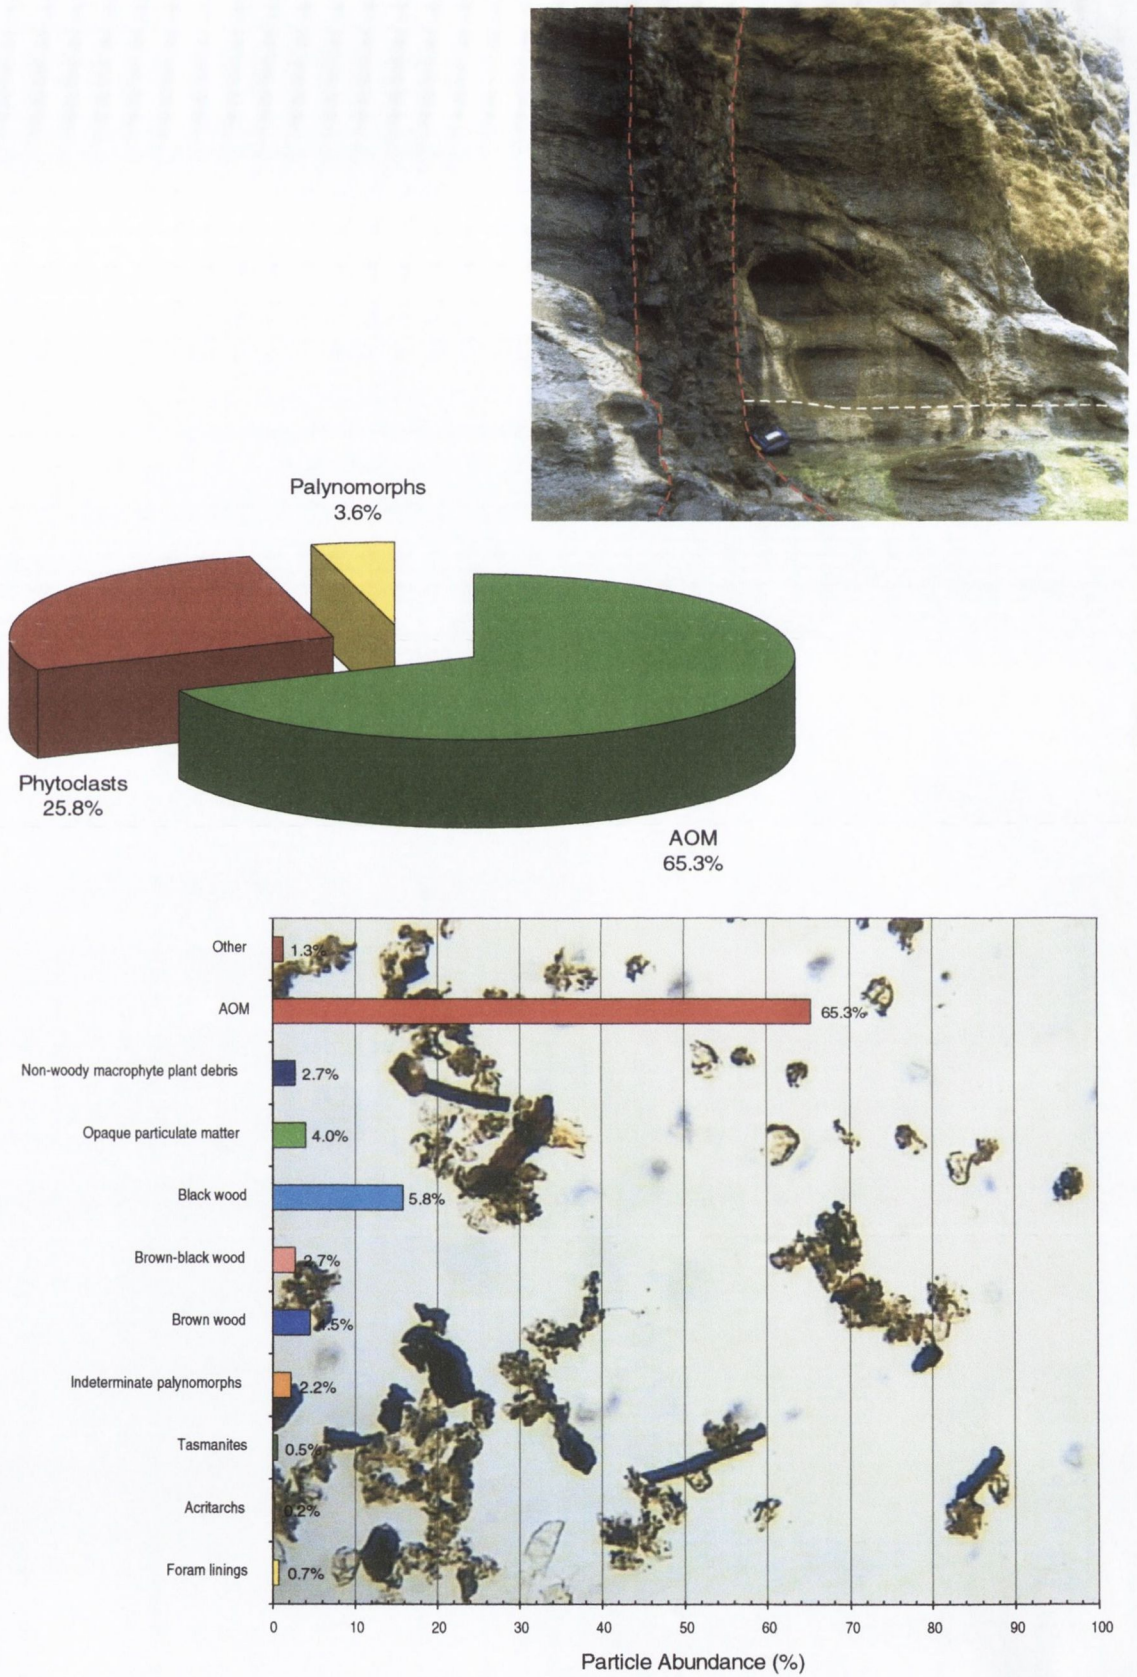 Palynomorphs
3.6%
Phytoclasts
25.8%
AOM
65.3%
Other 1.3%
AOM 65.3%
Non-woody macrophyte plant debris 2.7%
Opaque particulate matter 4.0%
Black wood 5.8%
Brown-black wood 2.7%
Brown wood 4.5%
Indeterminate palynomorphs 2.2%
Tasmanites 0.5%
Acritarchs 0.2%
Foram linings 0.7%
0 10 20 30 40 50 60 70 80 90 100
Particle Abundance (%)